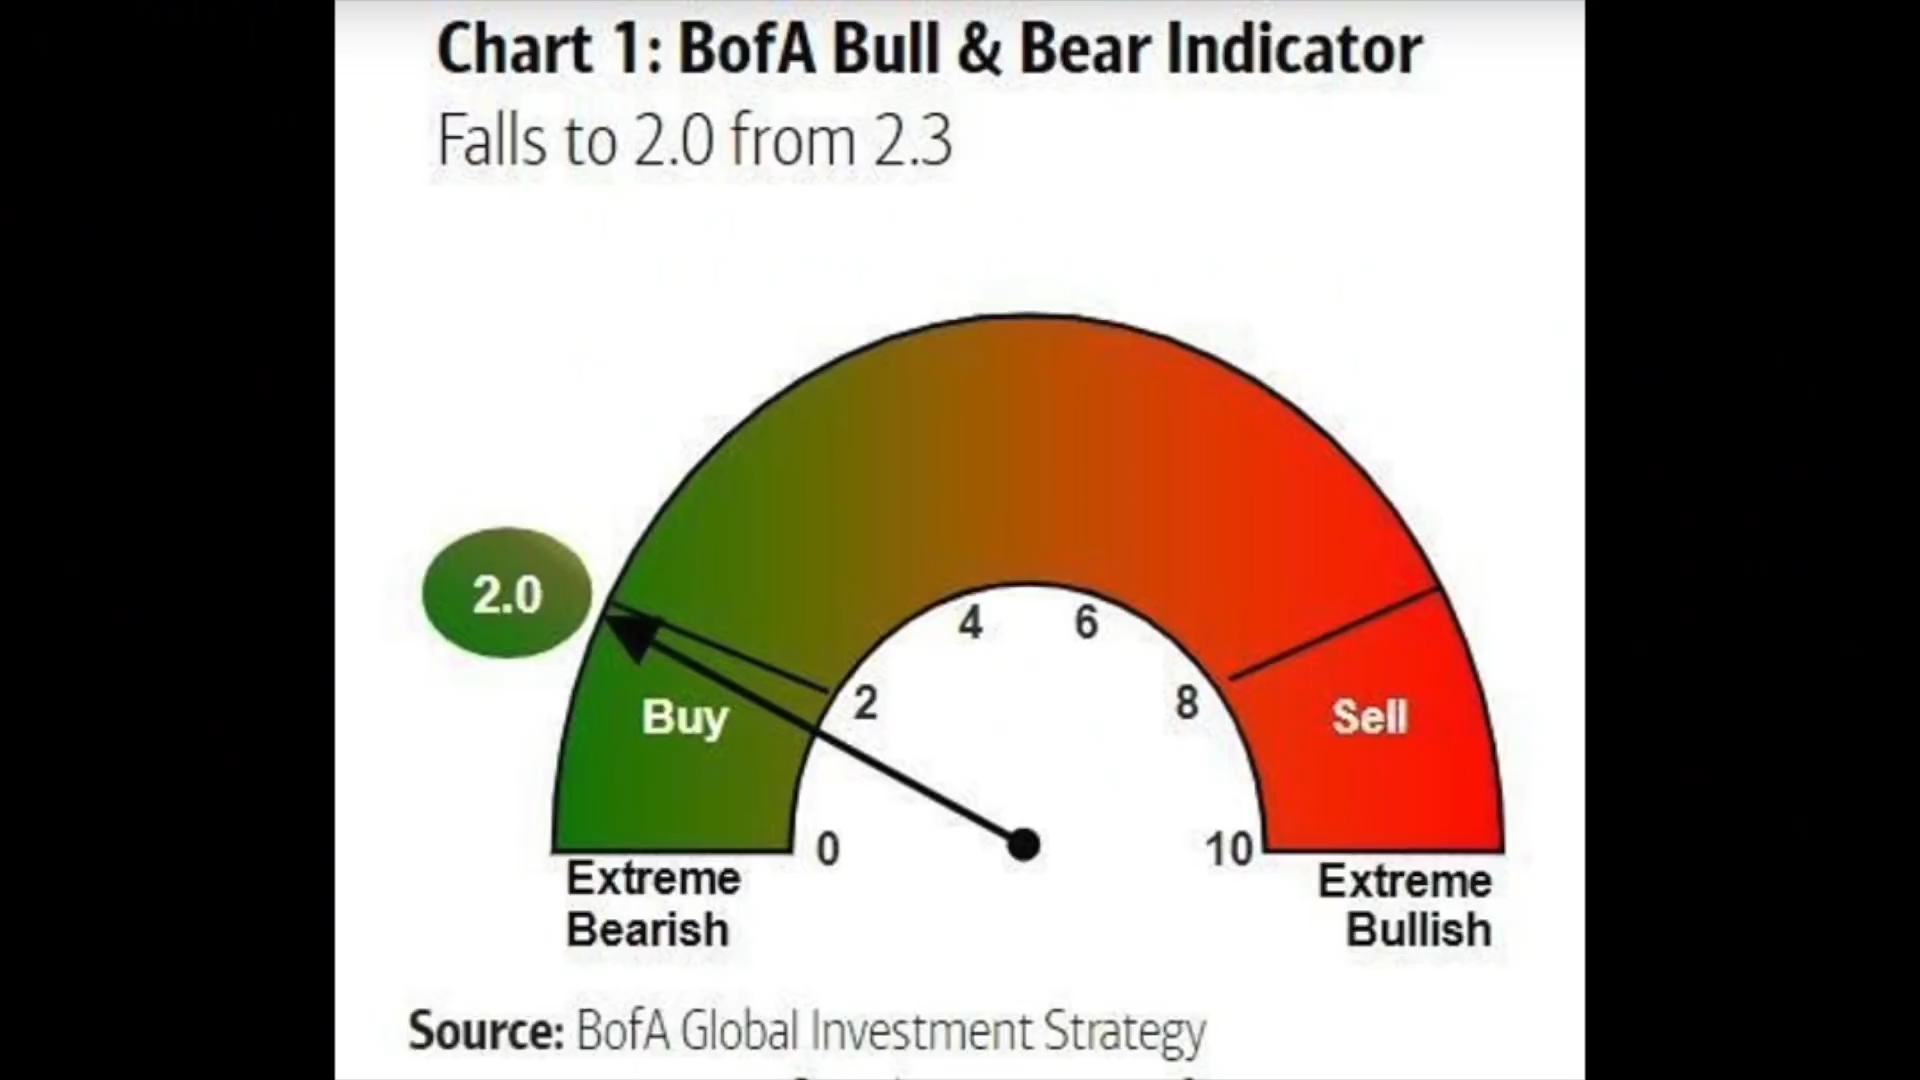 Chart 1: BofA Bull & Bear Indicator
Falls to 2.0 from 2.3
4 6
2.0
2 8
Buy Sell
0 10
Extreme Extreme
Bearish Bullish
Source: BofA Global Investment Strategy